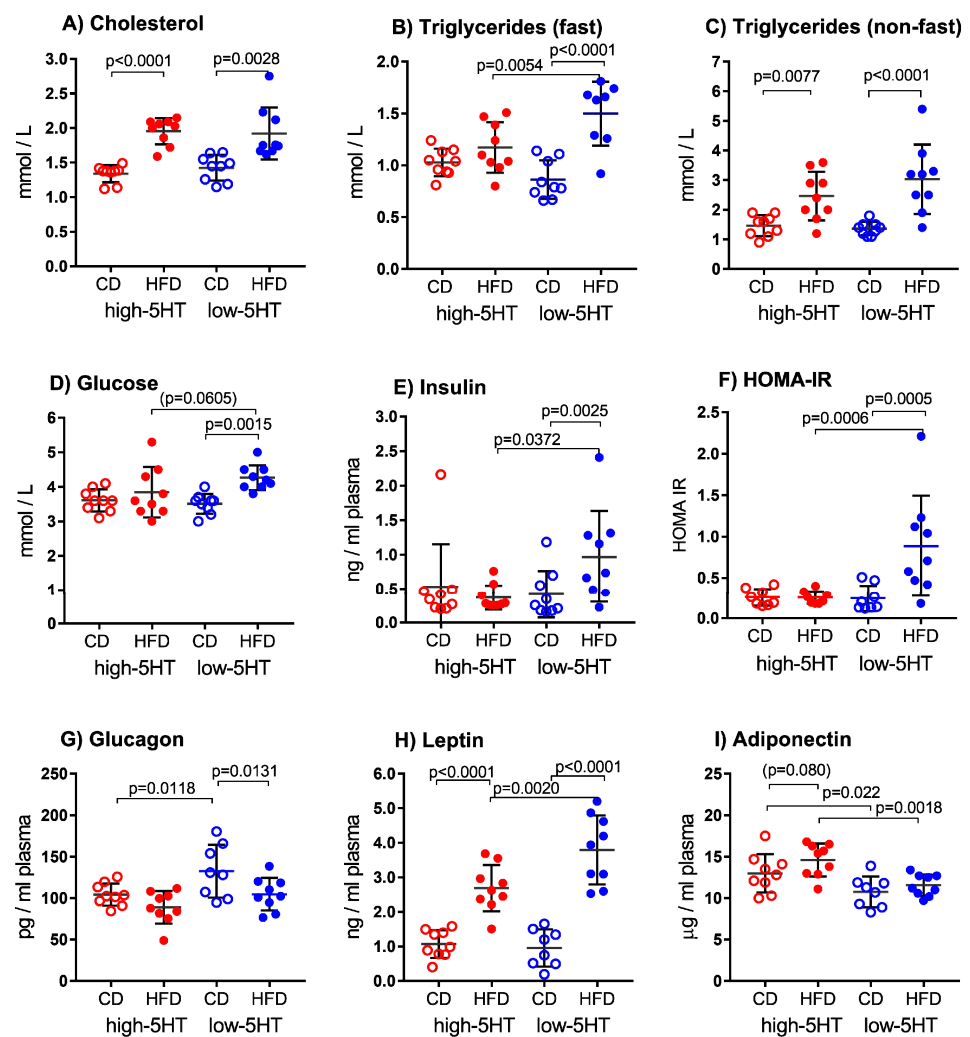 A) Cholesterol
p<0.0001 p=0.0028
mmol / L
3.0
2.5
2.0
1.5
1.0
0.5
0.0
CD HFD CD HFD
high-5HT low-5HT
B) Triglycerides (fast)
p<0.0001
p=0.0054
mmol / L
2.0
1.5
1.0
0.5
0.0
CD HFD CD HFD
high-5HT low-5HT
C) Triglycerides (non-fast)
p=0.0077 p<0.0001
mmol / L
7
6
5
4
3
2
1
0
CD HFD CD HFD
high-5HT low-5HT
D) Glucose
(p=0.0605)
p=0.0015
mmol / L
6
5
4
3
2
1
0
CD HFD CD HFD
high-5HT low-5HT
E) Insulin
p=0.0025
p=0.0372
ng / ml plasma
3.0
2.5
2.0
1.5
1.0
0.5
0.0
CD HFD CD HFD
high-5HT low-5HT
F) HOMA-IR
p=0.0005
p=0.0006
HOMA IR
2.5
2.0
1.5
1.0
0.5
0.0
CD HFD CD HFD
high-5HT low-5HT
G) Glucagon
p=0.0131
p=0.0118
pg / ml plasma
250
200
150
100
50
0
CD HFD CD HFD
high-5HT low-5HT
H) Leptin
p<0.0001 p<0.0001
p=0.0020
ng / ml plasma
6.0
5.0
4.0
3.0
2.0
1.0
0.0
CD HFD CD HFD
high-5HT low-5HT
I) Adiponectin
(p=0.080)
p=0.022
p=0.0018
µg / ml plasma
25
20
15
10
5
0
CD HFD CD HFD
high-5HT low-5HT